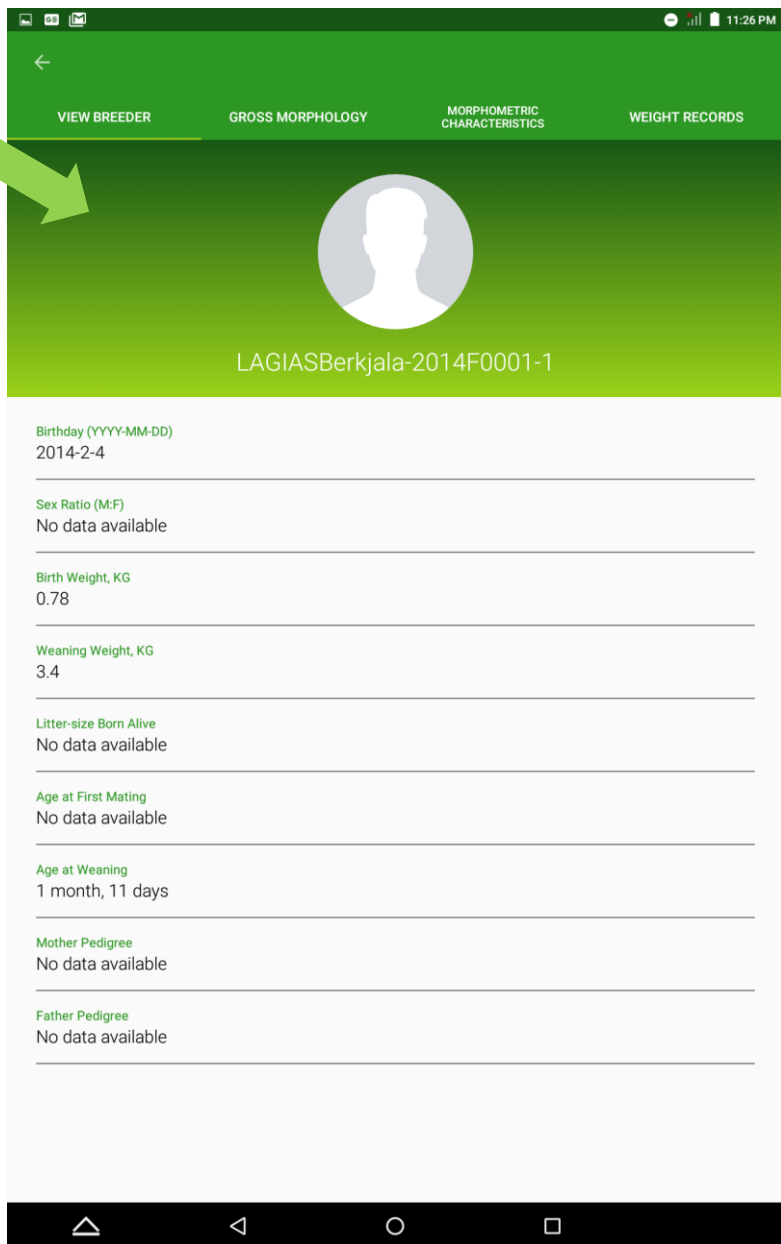 11:26 PM
VIEW BREEDER
GROSS MORPHOLOGY
MORPHOMETRIC
CHARACTERISTICS
WEIGHT RECORDS
LAGIASBerkjala-2014F0001-1
Birthday (YYYY-MM-DD)
2014-2-4
Sex Ratio (M:F)
No data available
Birth Weight, KG
0.78
Weaning Weight, KG
3.4
Litter-size Born Alive
No data available
Age at First Mating
No data available
Age at Weaning
1 month, 11 days
Mother Pedigree
No data available
Father Pedigree
No data available